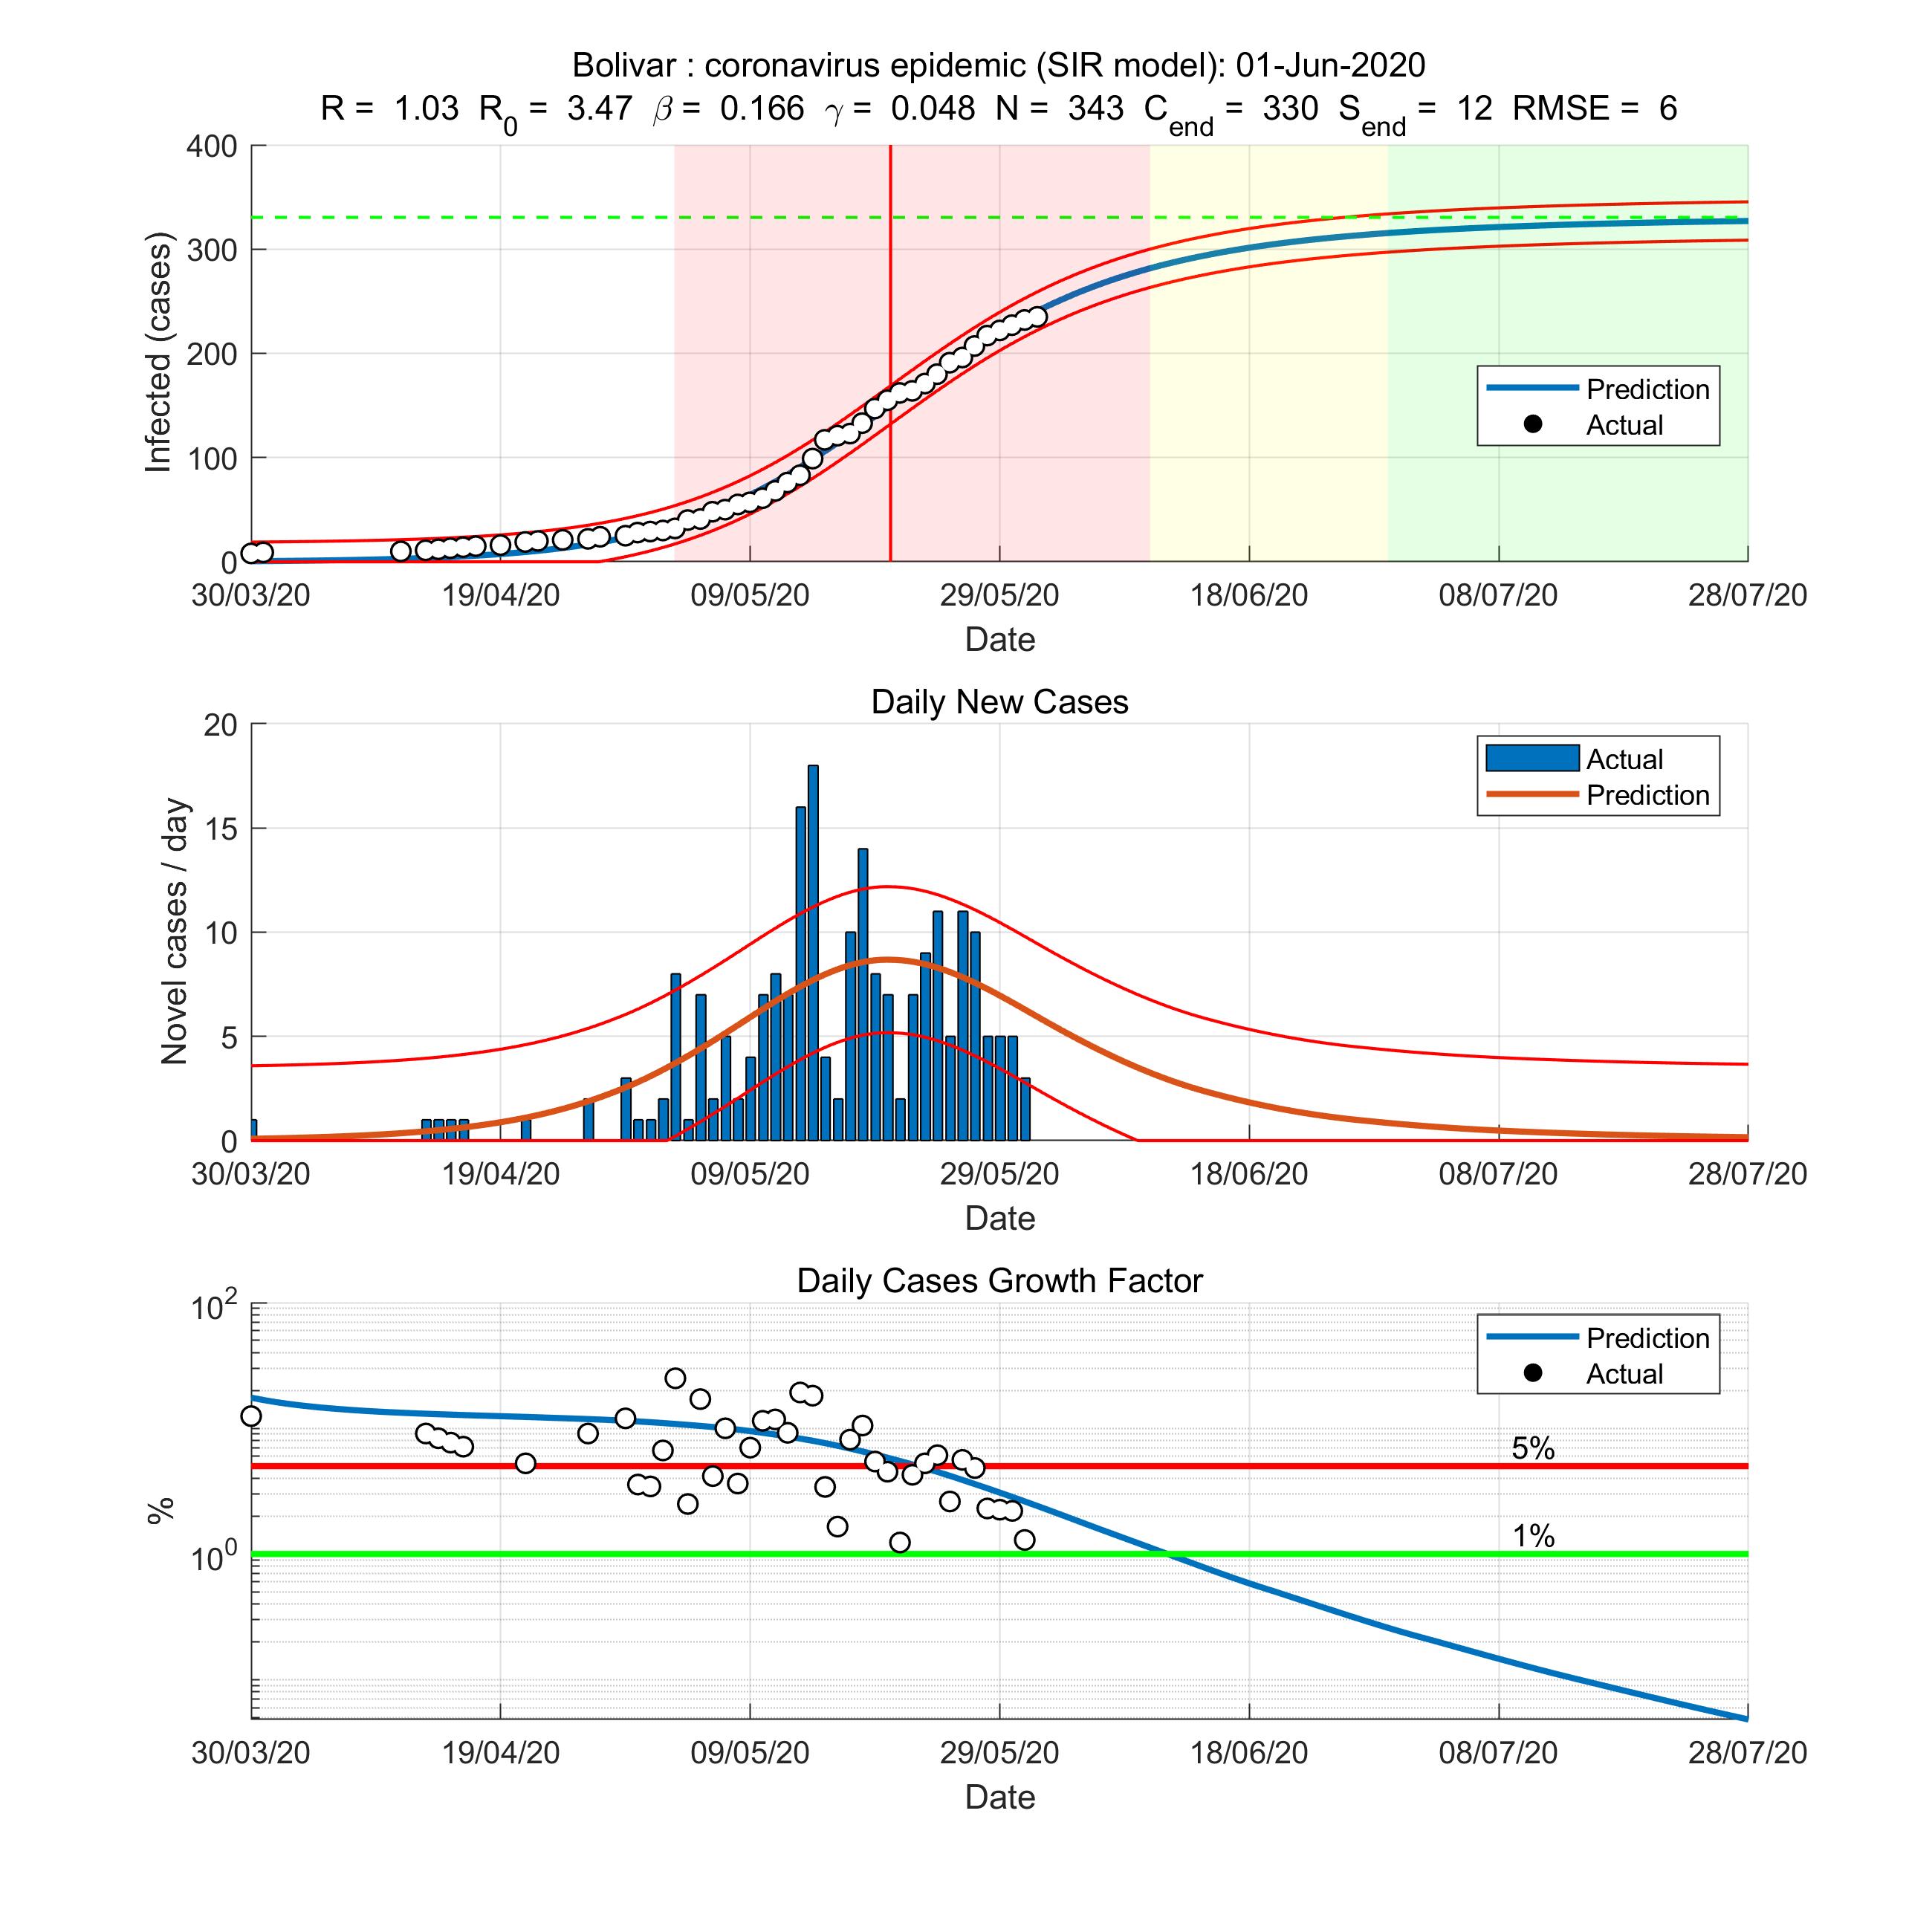 Bolivar : coronavirus epidemic (SIR model): 01-Jun-2020
R = 1.03 R0 = 3.47 β = 0.166 γ = 0.048 N = 343 Cend = 330 Send = 12 RMSE = 6
400
300
200
100
0
Infected (cases)
Prediction
Actual
30/03/20 19/04/20 09/05/20 29/05/20 18/06/20 08/07/20 28/07/20
Date
Daily New Cases
20
15
10
5
0
Novel cases / day
Actual
Prediction
30/03/20 19/04/20 09/05/20 29/05/20 18/06/20 08/07/20 28/07/20
Date
Daily Cases Growth Factor
10^2
10^0
%
Prediction
Actual
5%
1%
30/03/20 19/04/20 09/05/20 29/05/20 18/06/20 08/07/20 28/07/20
Date